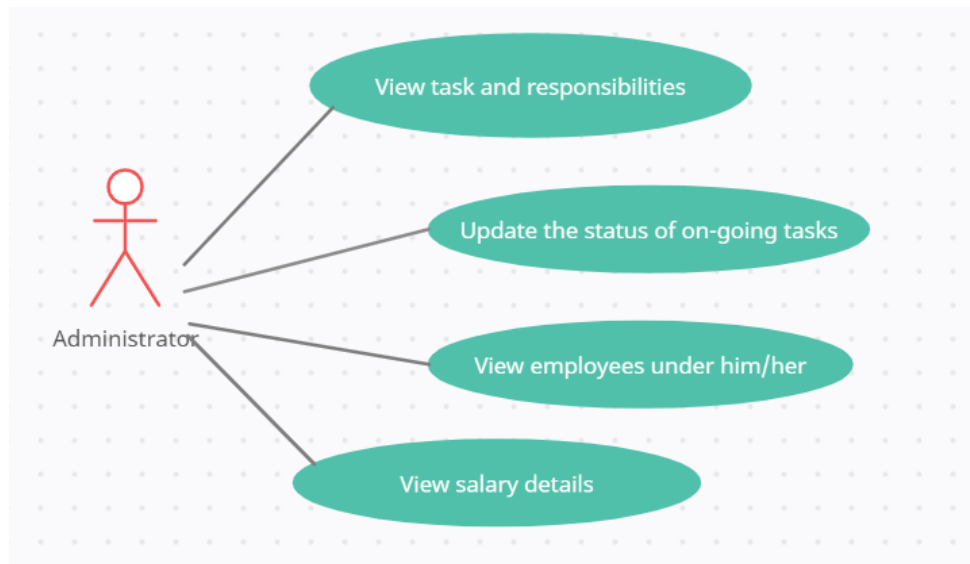 View task and responsibilities
Update the status of on-going tasks
Administrator
View employees under him/her
View salary details